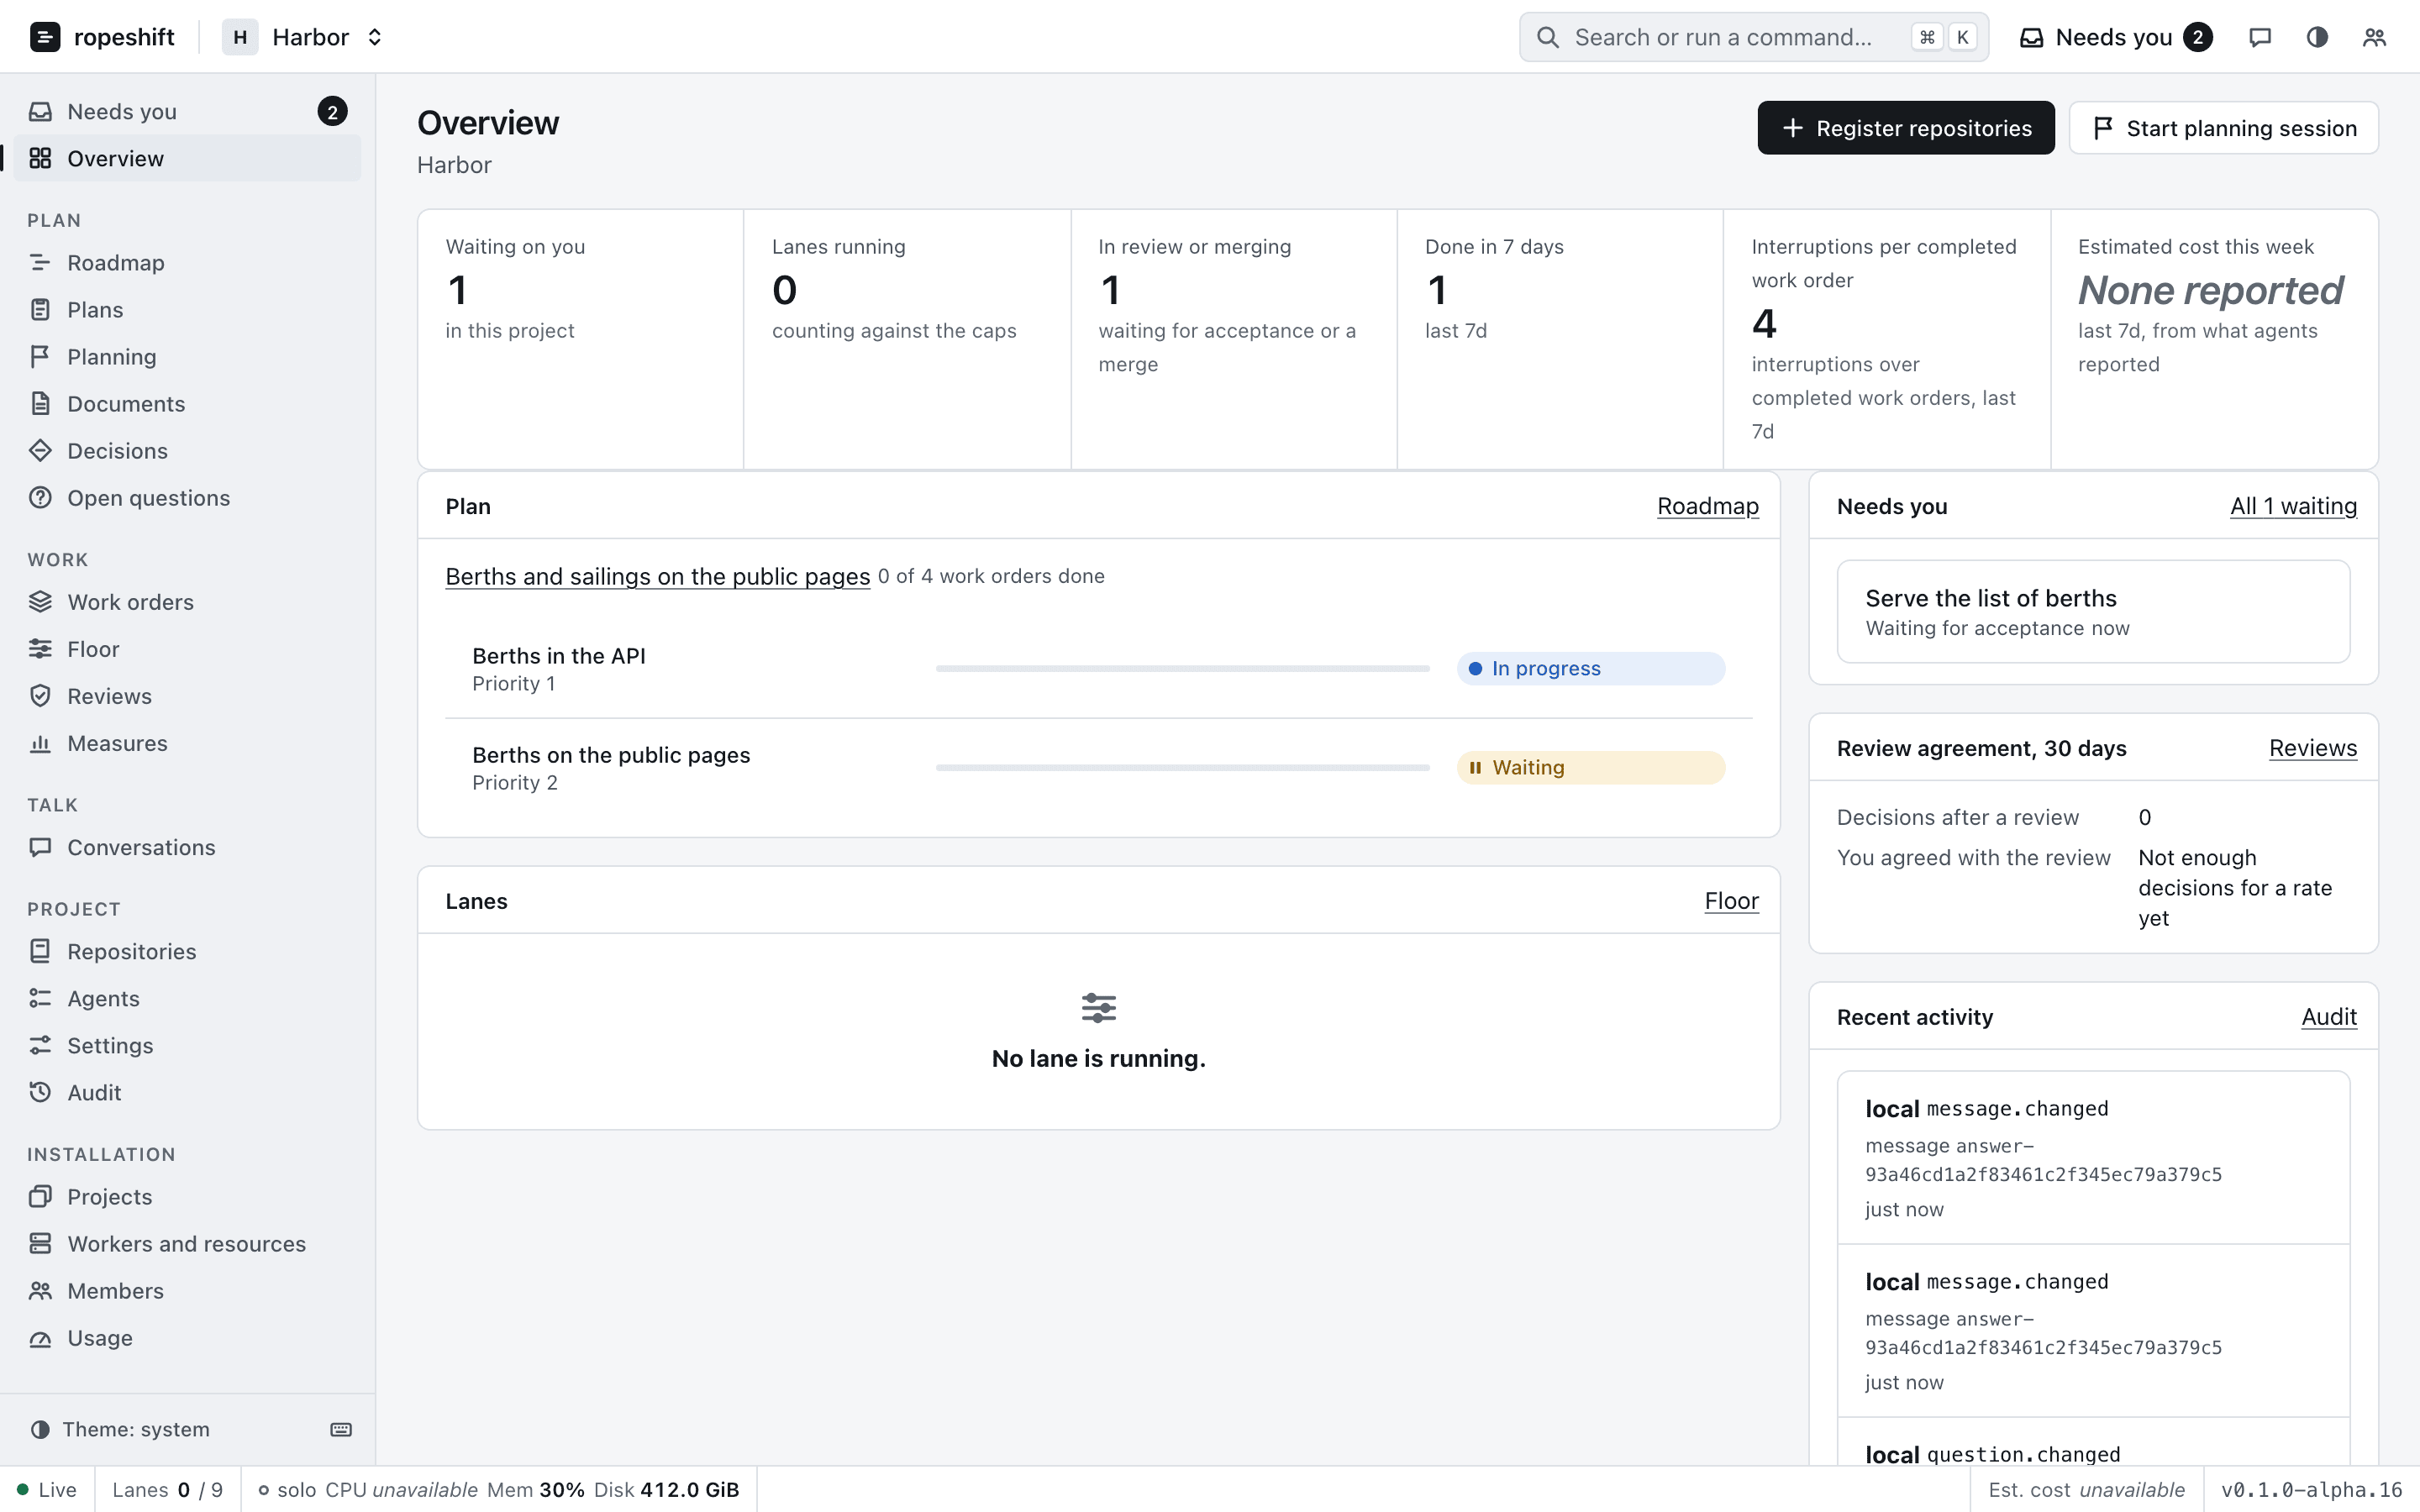 ropeshift
H Harbor
Search or run a command... ⌘ K
Needs you 2
Needs you 2
Overview
PLAN
Roadmap
Plans
Planning
Documents
Decisions
Open questions
WORK
Work orders
Floor
Reviews
Measures
TALK
Conversations
PROJECT
Repositories
Agents
Settings
Audit
INSTALLATION
Projects
Workers and resources
Members
Usage
Theme: system
Overview
Harbor
Register repositories
Start planning session
Waiting on you
1
in this project
Lanes running
0
counting against the caps
In review or merging
1
waiting for acceptance or a
merge
Done in 7 days
1
last 7d
Interruptions per completed
work order
4
interruptions over
completed work orders, last
7d
Estimated cost this week
None reported
last 7d, from what agents
reported
Plan Roadmap
Berths and sailings on the public pages 0 of 4 work orders done
Berths in the API
Priority 1
In progress
Berths on the public pages
Priority 2
Waiting
Lanes Floor
No lane is running.
Needs you All 1 waiting
Serve the list of berths
Waiting for acceptance now
Review agreement, 30 days Reviews
Decisions after a review 0
You agreed with the review Not enough
decisions for a rate
yet
Recent activity Audit
local message.changed
message answer-
93a46cd1a2f83461c2f345ec79a379c5
just now
local message.changed
message answer-
93a46cd1a2f83461c2f345ec79a379c5
just now
local question.changed
Live Lanes 0 / 9 solo CPU unavailable Mem 30% Disk 412.0 GiB Est. cost unavailable v0.1.0-alpha.16